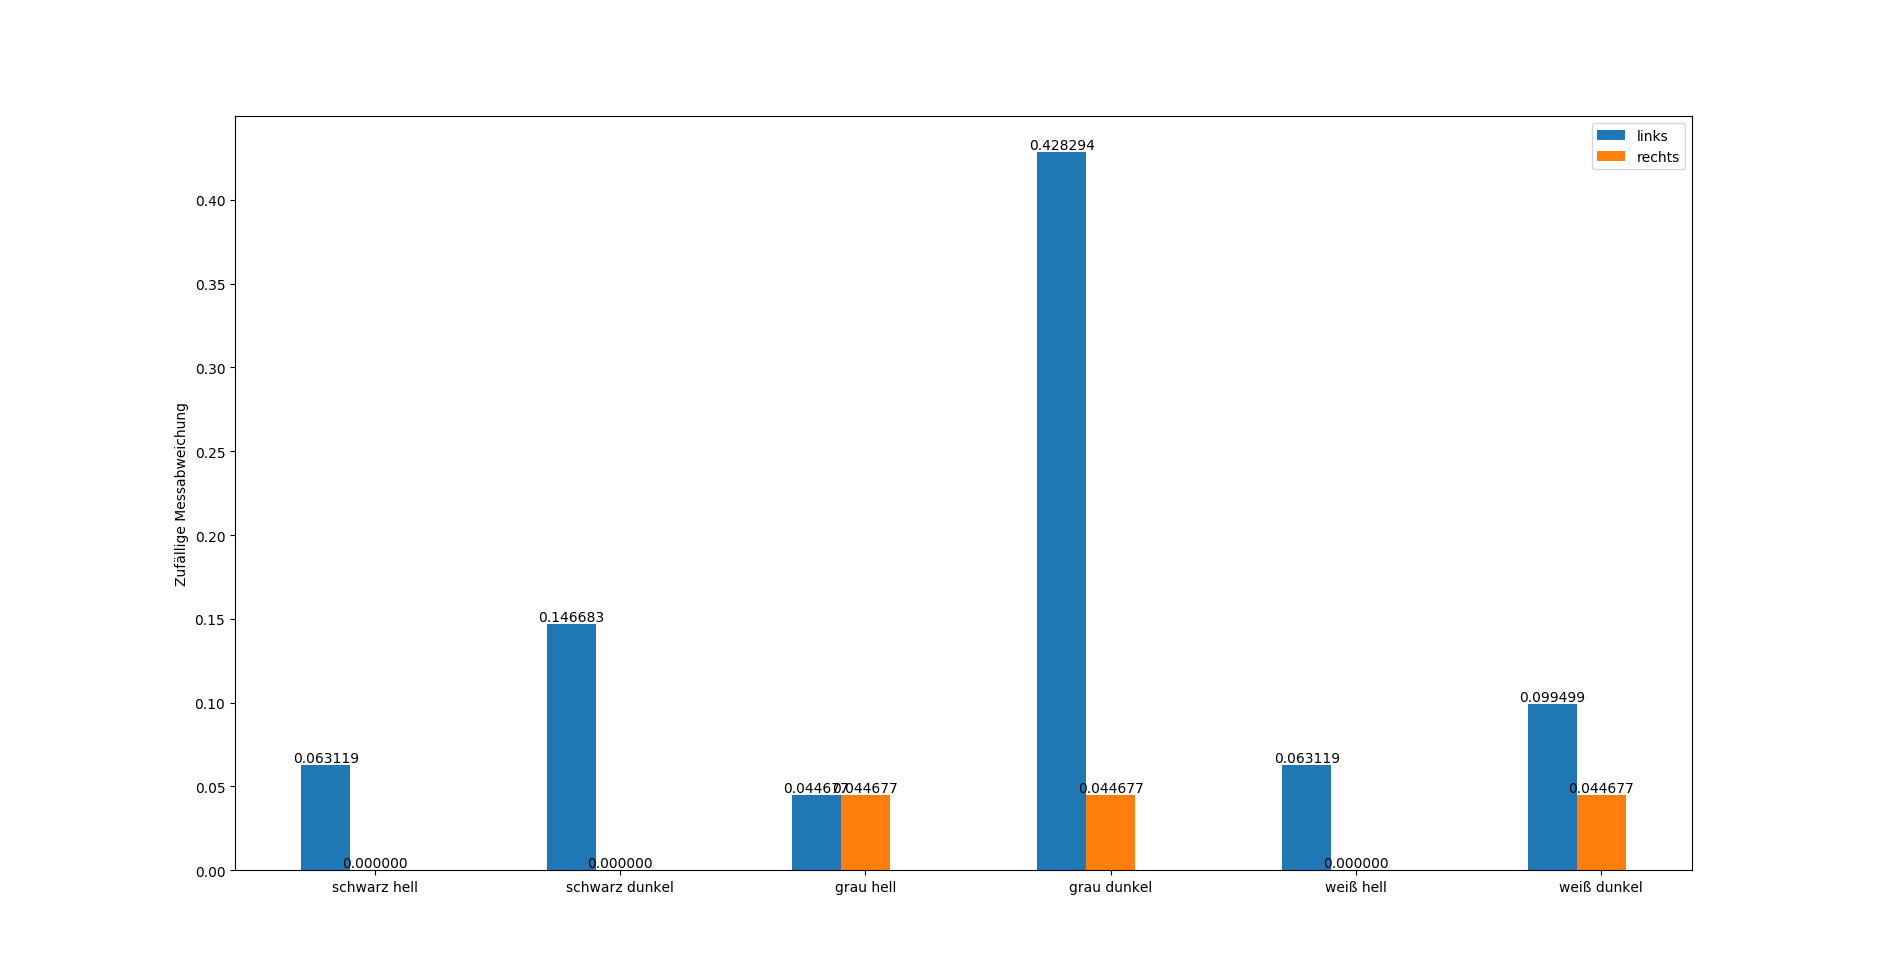 links
rechts
0.428294
0.40
0.35
0.30
0.25
0.20
0.15
0.10
0.05
0.00
Zufällige Messabweichung
0.146683
0.099499
0.063119
0.063119
0.044677
0.044677
0.044677
0.044677
0.000000
0.000000
0.000000
schwarz hell
schwarz dunkel
grau hell
grau dunkel
weiß hell
weiß dunkel